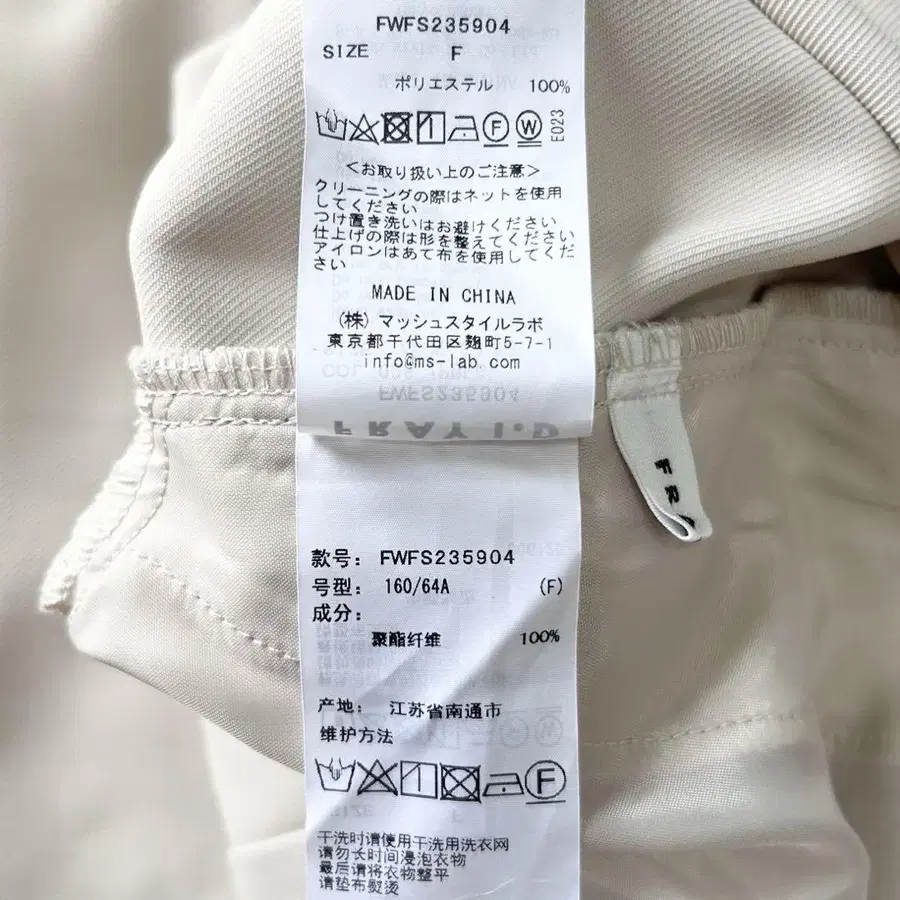 FWFS235904
SIZE F
ポリエステル 100%
F W E023
<お取り扱い上のご注意>
クリーニングの際はネットを使用
してください
つけ置き洗いはお避けください
仕上げの際は形を整えてください
アイロンはあて布を使用してくだ
さい
MADE IN CHINA
(株) マッシュスタイルラボ
東京都千代田区麹町5-7-1
info@ms-lab.com
FRAY I.D
FR
款号: FWFS235904
号型: 160/64A (F)
成分:
聚酯纤维 100%
产地: 江苏省南通市
维护方法
F
干洗时请使用干洗用洗衣网
请勿长时间浸泡衣物
最后请将衣物整平
请垫布熨烫